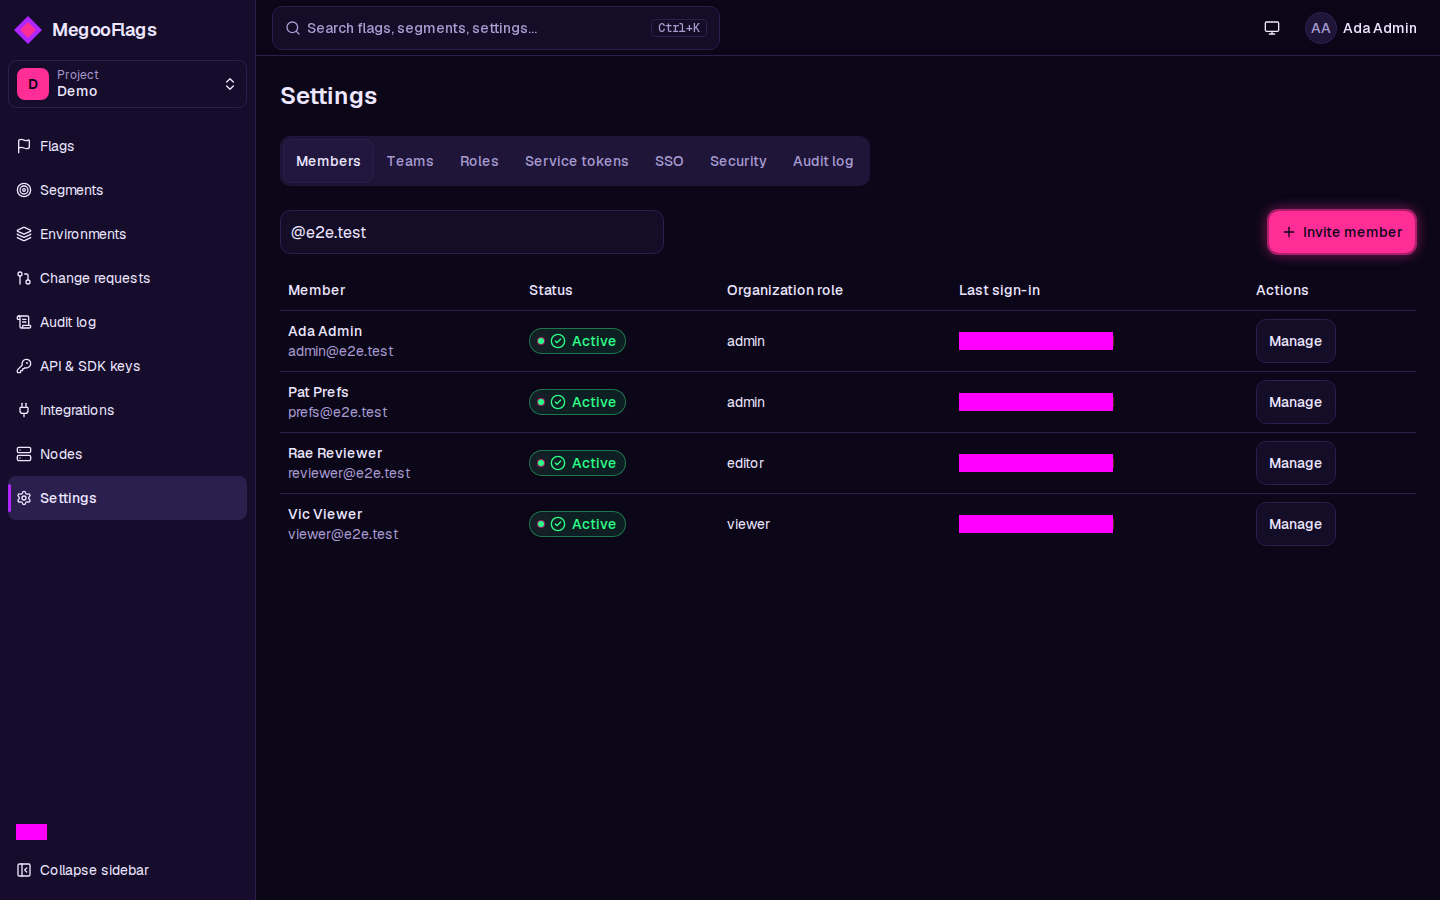 MegooFlags
Search flags, segments, settings...
Ctrl+K
AA
Ada Admin
D
Project
Demo
Flags
Segments
Environments
Change requests
Audit log
API & SDK keys
Integrations
Nodes
Settings
Collapse sidebar
Settings
Members Teams Roles Service tokens SSO Security Audit log
@e2e.test
Invite member
Member Status Organization role Last sign-in Actions
Ada Admin
admin@e2e.test
Active
admin
Manage
Pat Prefs
prefs@e2e.test
Active
admin
Manage
Rae Reviewer
reviewer@e2e.test
Active
editor
Manage
Vic Viewer
viewer@e2e.test
Active
viewer
Manage